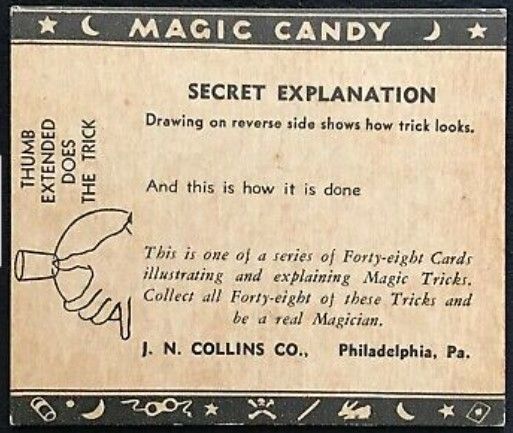 MAGIC CANDY
SECRET EXPLANATION
Drawing on reverse side shows how trick looks.
THUMB
EXTENDED
DOES
THE TRICK
And this is how it is done
This is one of a series of Forty-eight Cards
illustrating and explaining Magic Tricks.
Collect all Forty-eight of these Tricks and
be a real Magician.
J. N. COLLINS CO., Philadelphia, Pa.